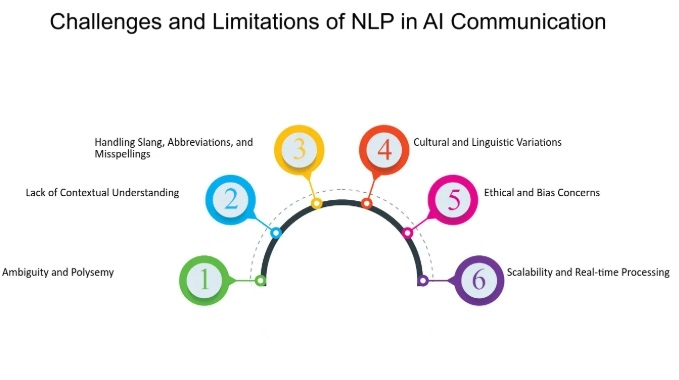 Challenges and Limitations of NLP in AI Communication
1
Ambiguity and Polysemy
2
Lack of Contextual Understanding
3
Handling Slang, Abbreviations, and
Misspellings
4
Cultural and Linguistic Variations
5
Ethical and Bias Concerns
6
Scalability and Real-time Processing